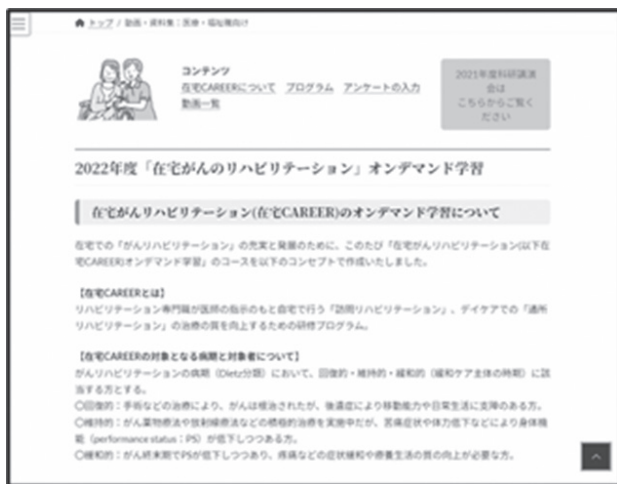 トップ / 動画・資料集：医療・福祉職向け
コンテンツ
在宅CAREERについて プログラム アンケートの入力
動画一覧
2021年度科研講演
会は
こちらからご覧く
ださい
2022年度「在宅がんのリハビリテーション」オンデマンド学習
在宅がんリハビリテーション(在宅CAREER)のオンデマンド学習について
在宅での「がんリハビリテーション」の充実と発展のために、このたび「在宅がんリハビリテーション(以下在
宅CAREER)オンデマンド学習」のコースを以下のコンセプトで作成いたしました。
【在宅CAREERとは】
リハビリテーション専門職が医師の指示のもと自宅で行う「訪問リハビリテーション」、デイケアでの「通所
リハビリテーション」の治療の質を向上するための研修プログラム。
【在宅CAREERの対象となる病期と対象者について】
がんリハビリテーションの病期（Dietz分類）において、回復的・維持的・緩和的（緩和ケア主体の時期）に該
当する方とする。
〇回復的：手術などの治療により、がんは根治されたが、後遺症により移動能力や日常生活に支障のある方。
〇維持的：がん薬物療法や放射線療法などの積極的治療を実施中だが、苦痛症状や体力低下などにより身体機
能（performance status：PS）が低下しつつある方。
〇緩和的：がん終末期でPSが低下しつつあり、疼痛などの症状緩和や療養生活の質の向上が必要な方。